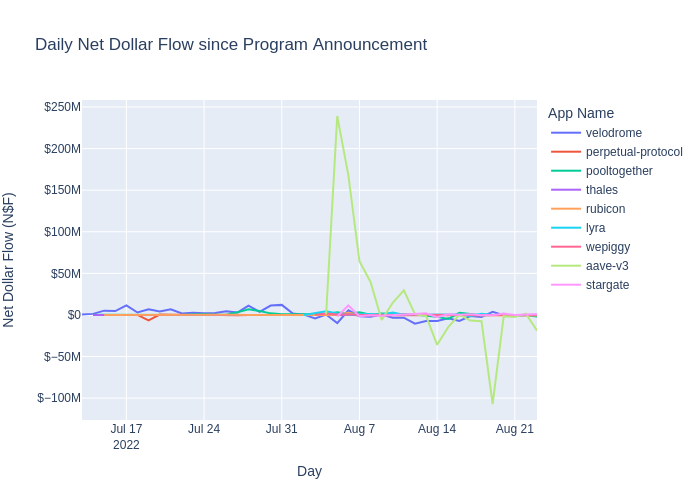 Daily Net Dollar Flow since Program Announcement
Net Dollar Flow (N$F)
$250M
$200M
$150M
$100M
$50M
$0
$−50M
$−100M
Jul 17
2022
Jul 24
Jul 31
Aug 7
Aug 14
Aug 21
Day
App Name
velodrome
perpetual-protocol
pooltogether
thales
rubicon
lyra
wepiggy
aave-v3
stargate